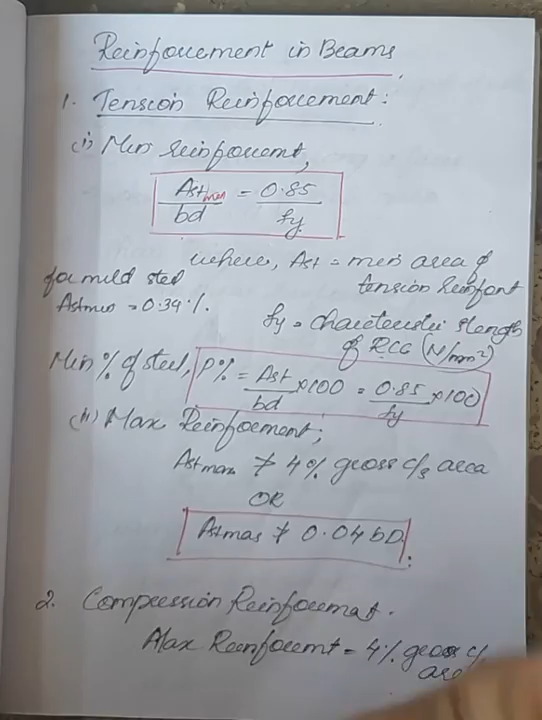 Reinforcement in Beams
1. Tension Reinforcement:
(i) Min reinforcemt,
Astmin/bd = 0.85/fy
where, Ast = min area of
tension Reinforcement
for mild steel
Astmin = 0.34%.
fy = characteristic strength
of RCC (N/mm²)
Min % of steel, P% = Ast/bd × 100 = 0.85/fy × 100
(ii) Max Reinforcement;
Astmax ≯ 4% gross c/s area
OR
Astmax ≯ 0.04 bD.
2. Compression Reinforcement.
Max Reinforcemt = 4% gross c/
are